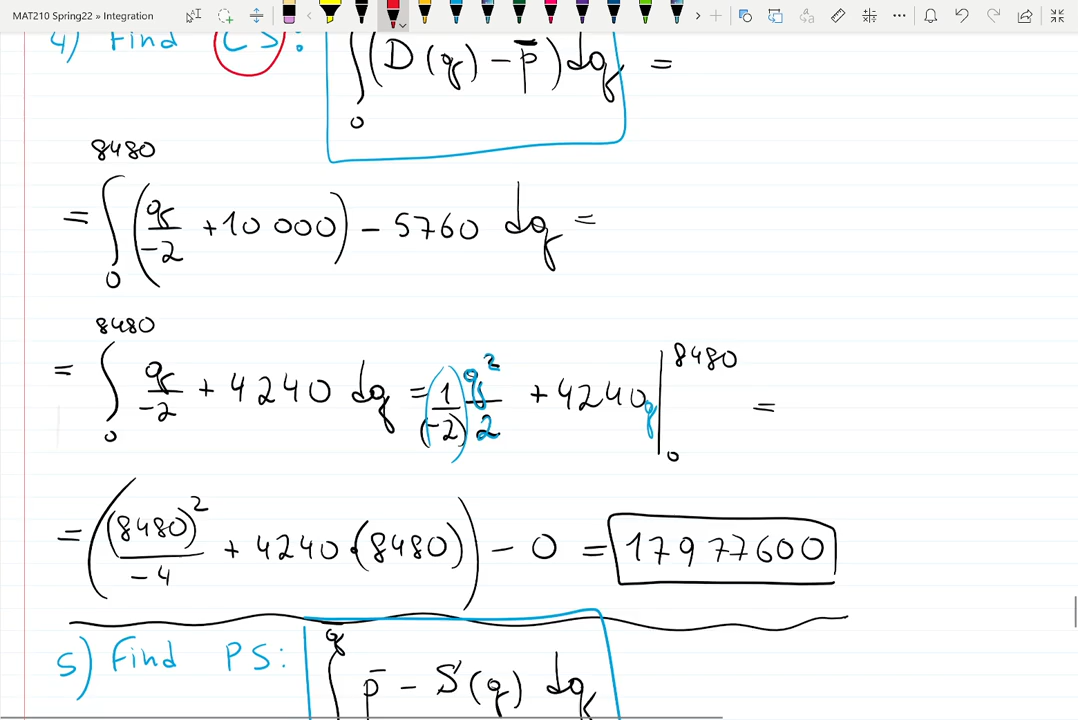 MAT210 Spring22 » Integration
4) Find CS: ∫₀ (D(q) - p̄) dq =
= ∫₀^8480 (q/-2 + 10 000) - 5760 dq =
= ∫₀^8480 q/-2 + 4240 dq = (1/(-2)) q²/2 + 4240q |₀^8480 =
= ((8480)²/-4 + 4240·(8480)) - 0 = 17977600
5) Find PS: ∫^q p̄ - S(q) dq